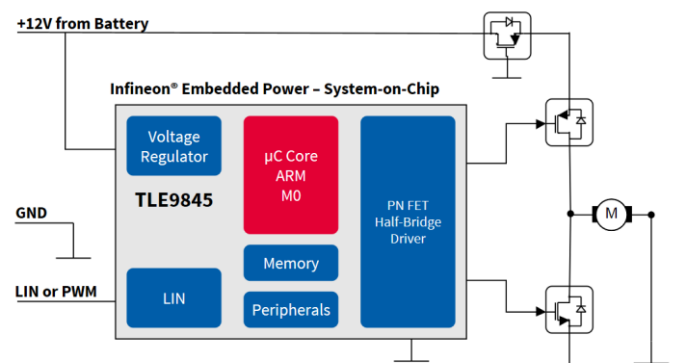 +12V from Battery
Infineon® Embedded Power – System-on-Chip
Voltage
Regulator
µC Core
ARM
M0
TLE9845
PN FET
Half-Bridge
Driver
GND
M
Memory
LIN or PWM
LIN
Peripherals